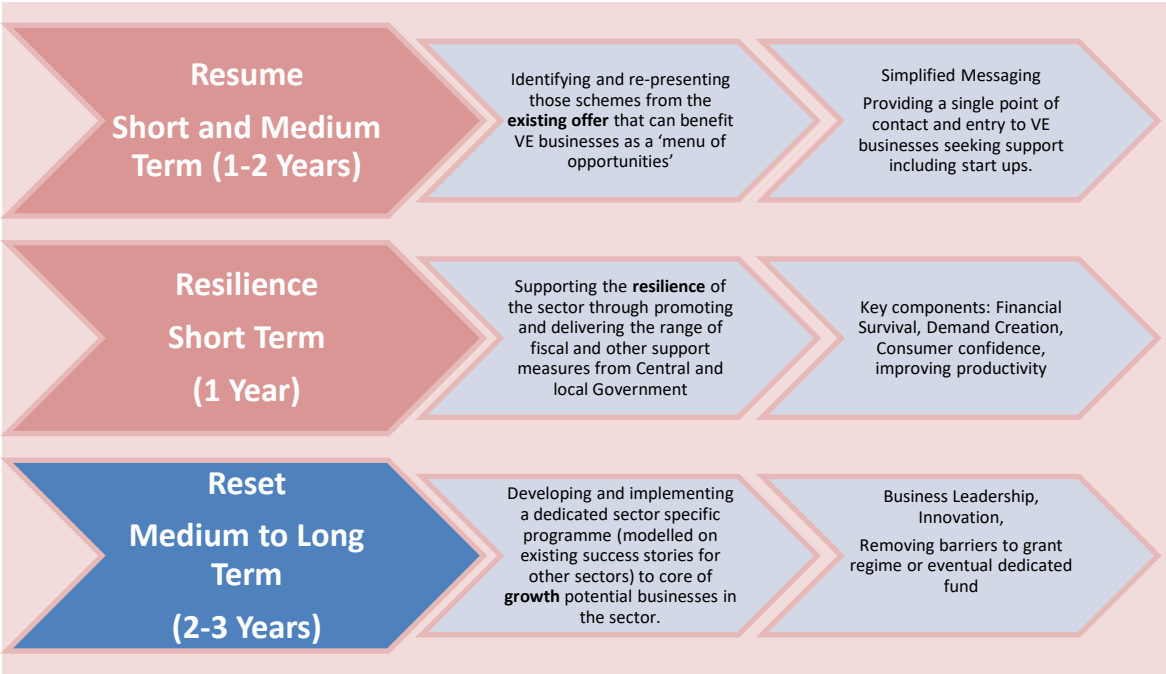 Resume
Short and Medium
Term (1-2 Years)
Identifying and re-presenting
those schemes from the
existing offer that can benefit
VE businesses as a ‘menu of
opportunities’
Simplified Messaging
Providing a single point of
contact and entry to VE
businesses seeking support
including start ups.
Resilience
Short Term
(1 Year)
Supporting the resilience of
the sector through promoting
and delivering the range of
fiscal and other support
measures from Central and
local Government
Key components: Financial
Survival, Demand Creation,
Consumer confidence,
improving productivity
Reset
Medium to Long
Term
(2-3 Years)
Developing and implementing
a dedicated sector specific
programme (modelled on
existing success stories for
other sectors) to core of
growth potential businesses in
the sector.
Business Leadership,
Innovation,
Removing barriers to grant
regime or eventual dedicated
fund